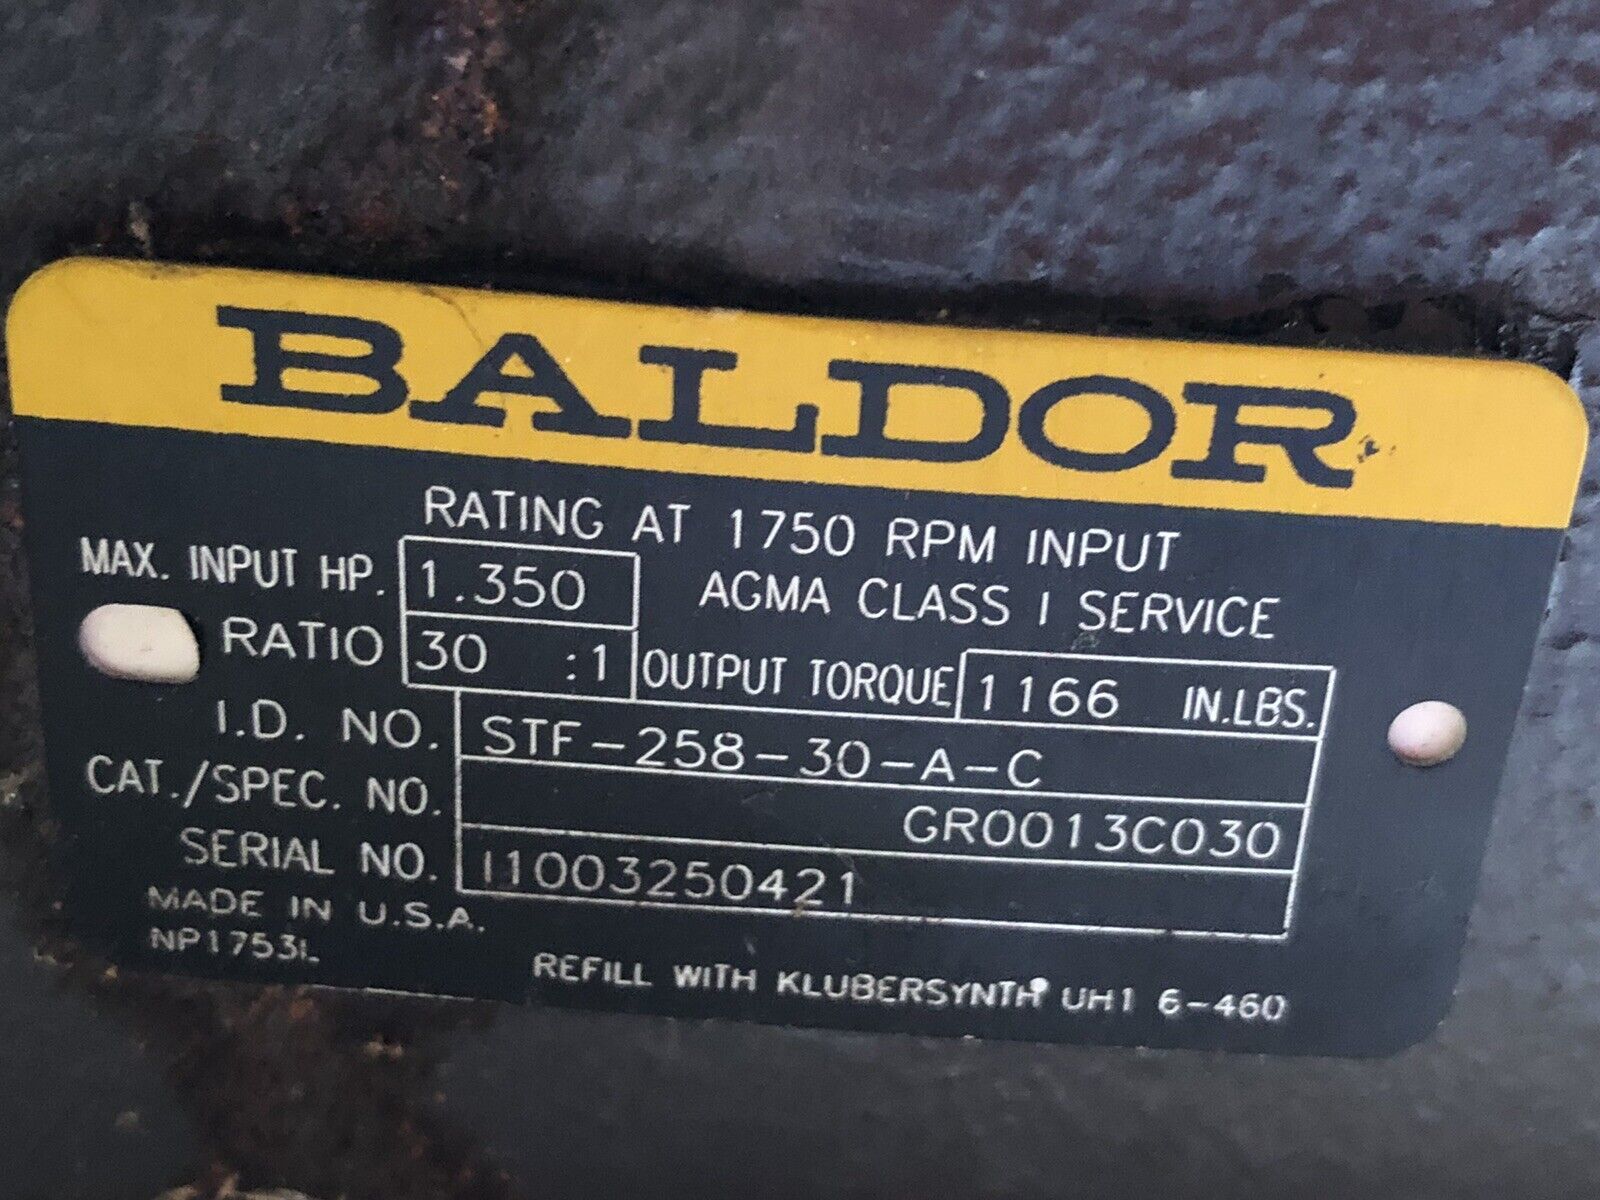 BALDOR
RATING AT 1750 RPM INPUT
MAX. INPUT HP. 1.350 AGMA CLASS I SERVICE
RATIO 30 :1 OUTPUT TORQUE 1166 IN.LBS.
I.D. NO. STF-258-30-A-C
CAT./SPEC. NO. GR0013C030
SERIAL NO. I1003250421
MADE IN U.S.A.
NP1753L
REFILL WITH KLUBERSYNTH® UH1 6-460